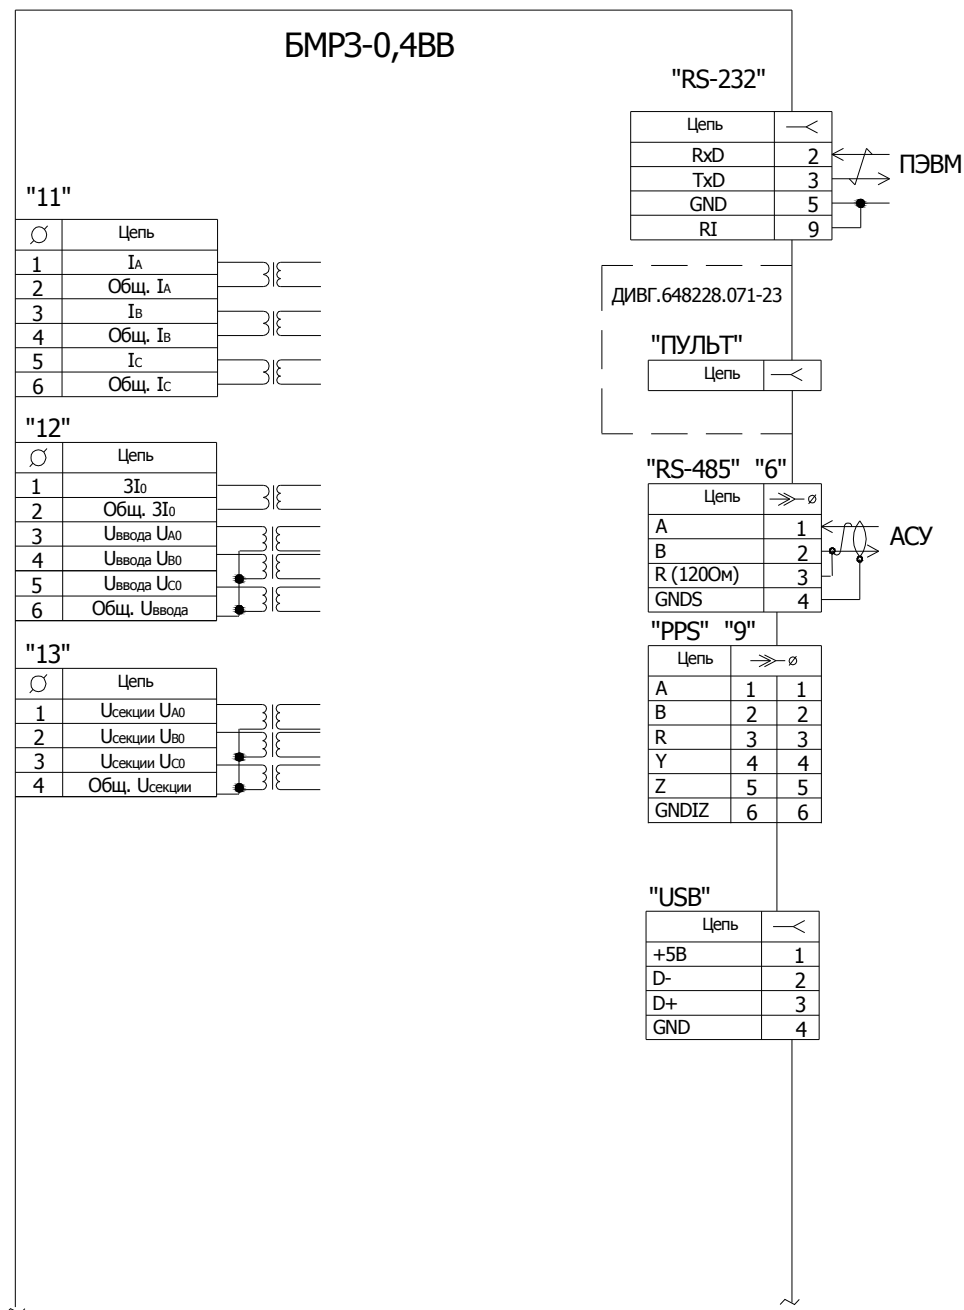 БМРЗ-0,4ВВ
"RS-232"
Цепь
RxD 2
TxD 3
GND 5
RI 9
ПЭВМ
"11"
Ø Цепь
1 IA
2 Общ. IA
3 IB
4 Общ. IB
5 IC
6 Общ. IC
ДИВГ.648228.071-23
"ПУЛЬТ"
Цепь
"12"
Ø Цепь
1 3I0
2 Общ. 3I0
3 Uввода UA0
4 Uввода UB0
5 Uввода UC0
6 Общ. Uввода
"RS-485" "6"
Цепь ø
A 1
B 2
R (120Ом) 3
GNDS 4
АСУ
"13"
Ø Цепь
1 Uсекции UA0
2 Uсекции UB0
3 Uсекции UC0
4 Общ. Uсекции
"PPS" "9"
Цепь ø
A 1 1
B 2 2
R 3 3
Y 4 4
Z 5 5
GNDIZ 6 6
"USB"
Цепь
+5В 1
D- 2
D+ 3
GND 4